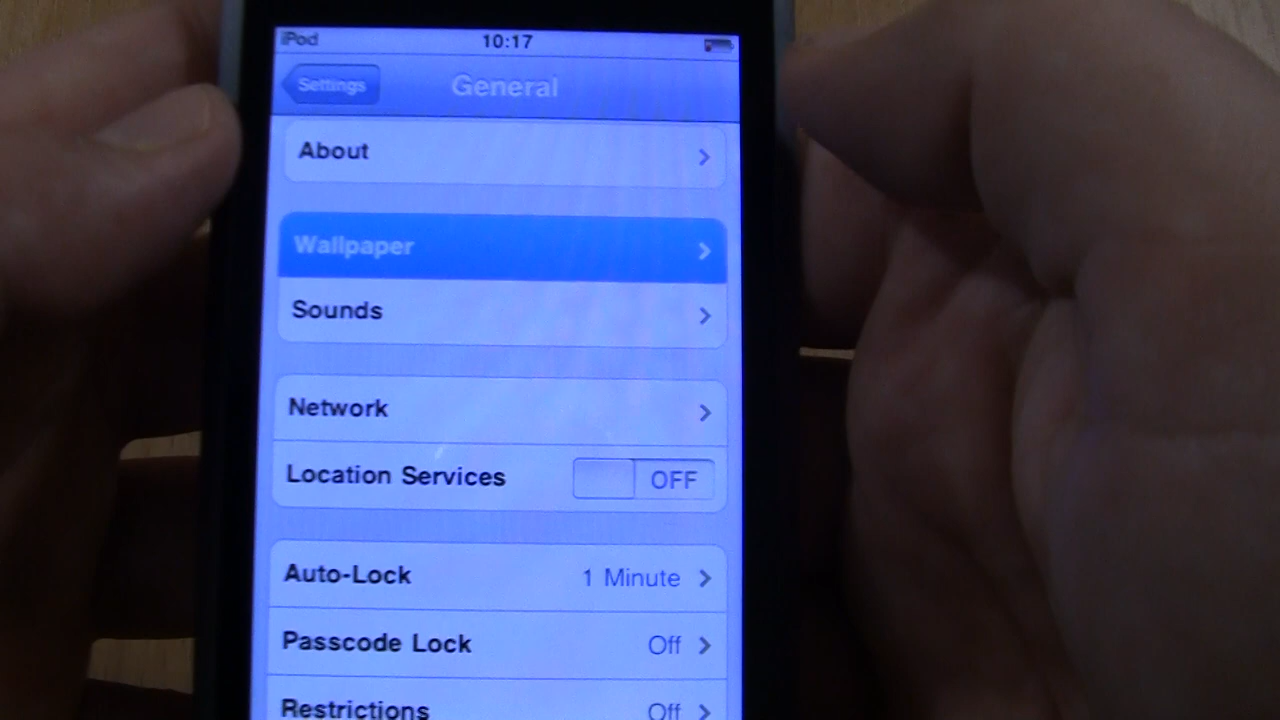 iPod 10:17
Settings General
About
Wallpaper
Sounds
Network
Location Services OFF
Auto-Lock 1 Minute
Passcode Lock Off
Restrictions Off